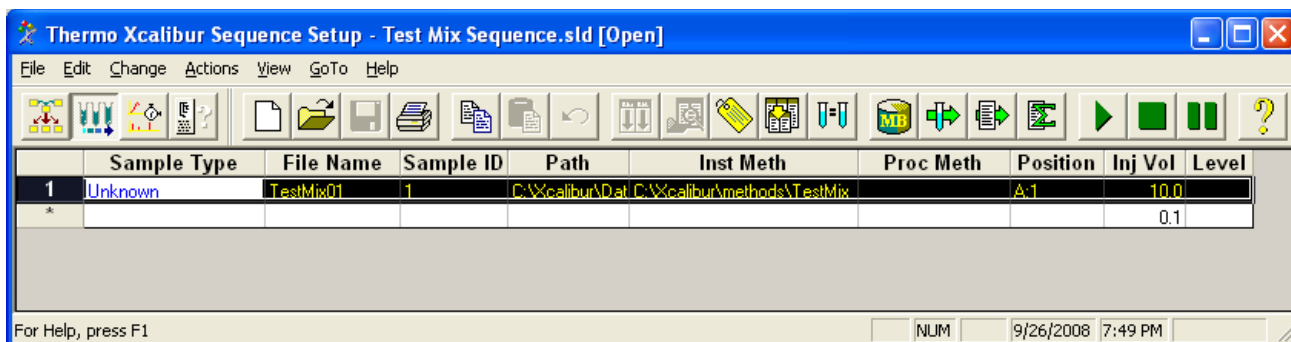 Thermo Xcalibur Sequence Setup - Test Mix Sequence.sld [Open]
File Edit Change Actions View GoTo Help
MB
Sample Type File Name Sample ID Path Inst Meth Proc Meth Position Inj Vol Level
1 Unknown TestMix01 1 C:\Xcalibur\Dat C:\Xcalibur\methods\TestMix A:1 10.0
* 0.1
For Help, press F1 NUM 9/26/2008 7:49 PM